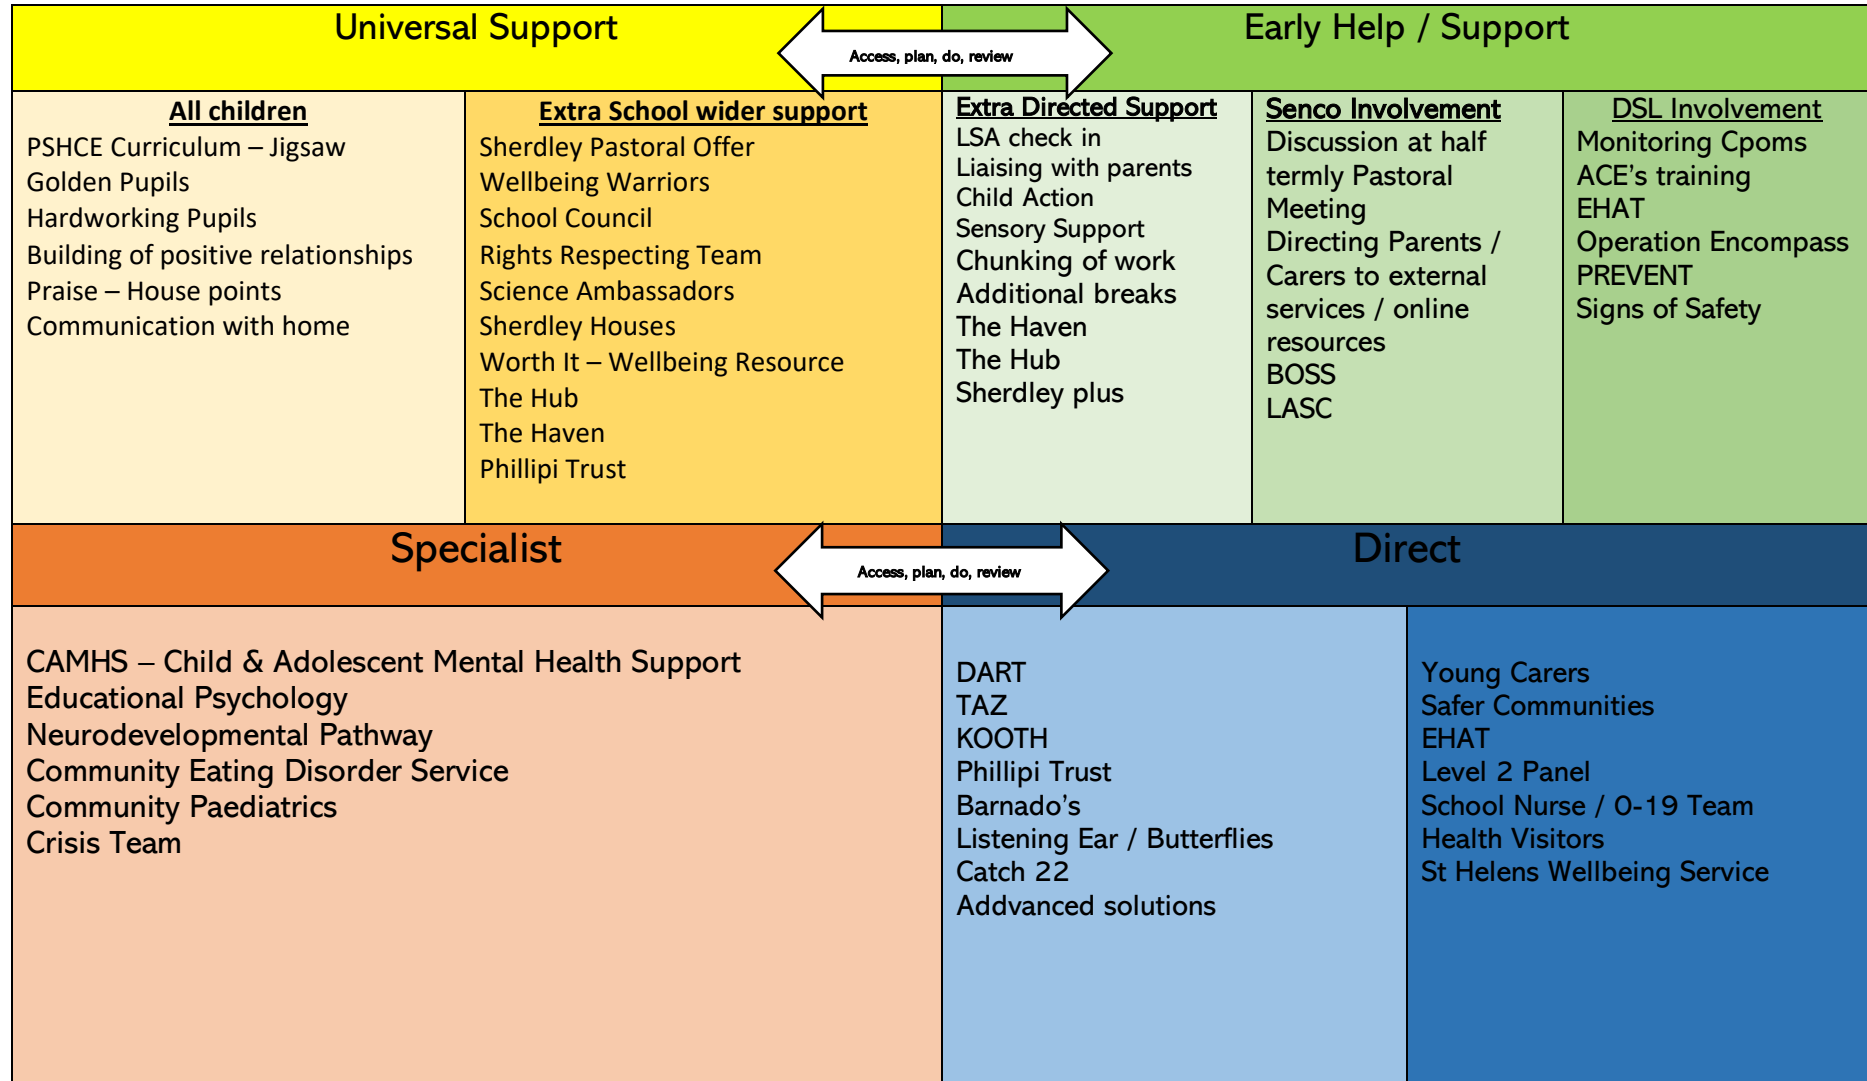 Universal Support
Access, plan, do, review
Early Help / Support
All children
PSHCE Curriculum – Jigsaw
Golden Pupils
Hardworking Pupils
Building of positive relationships
Praise – House points
Communication with home
Extra School wider support
Sherdley Pastoral Offer
Wellbeing Warriors
School Council
Rights Respecting Team
Science Ambassadors
Sherdley Houses
Worth It – Wellbeing Resource
The Hub
The Haven
Phillipi Trust
Extra Directed Support
LSA check in
Liaising with parents
Child Action
Sensory Support
Chunking of work
Additional breaks
The Haven
The Hub
Sherdley plus
Senco Involvement
Discussion at half
termly Pastoral
Meeting
Directing Parents /
Carers to external
services / online
resources
BOSS
LASC
DSL Involvement
Monitoring Cpoms
ACE’s training
EHAT
Operation Encompass
PREVENT
Signs of Safety
Specialist
Access, plan, do, review
Direct
CAMHS – Child & Adolescent Mental Health Support
Educational Psychology
Neurodevelopmental Pathway
Community Eating Disorder Service
Community Paediatrics
Crisis Team
DART
TAZ
KOOTH
Phillipi Trust
Barnado’s
Listening Ear / Butterflies
Catch 22
Addvanced solutions
Young Carers
Safer Communities
EHAT
Level 2 Panel
School Nurse / 0-19 Team
Health Visitors
St Helens Wellbeing Service